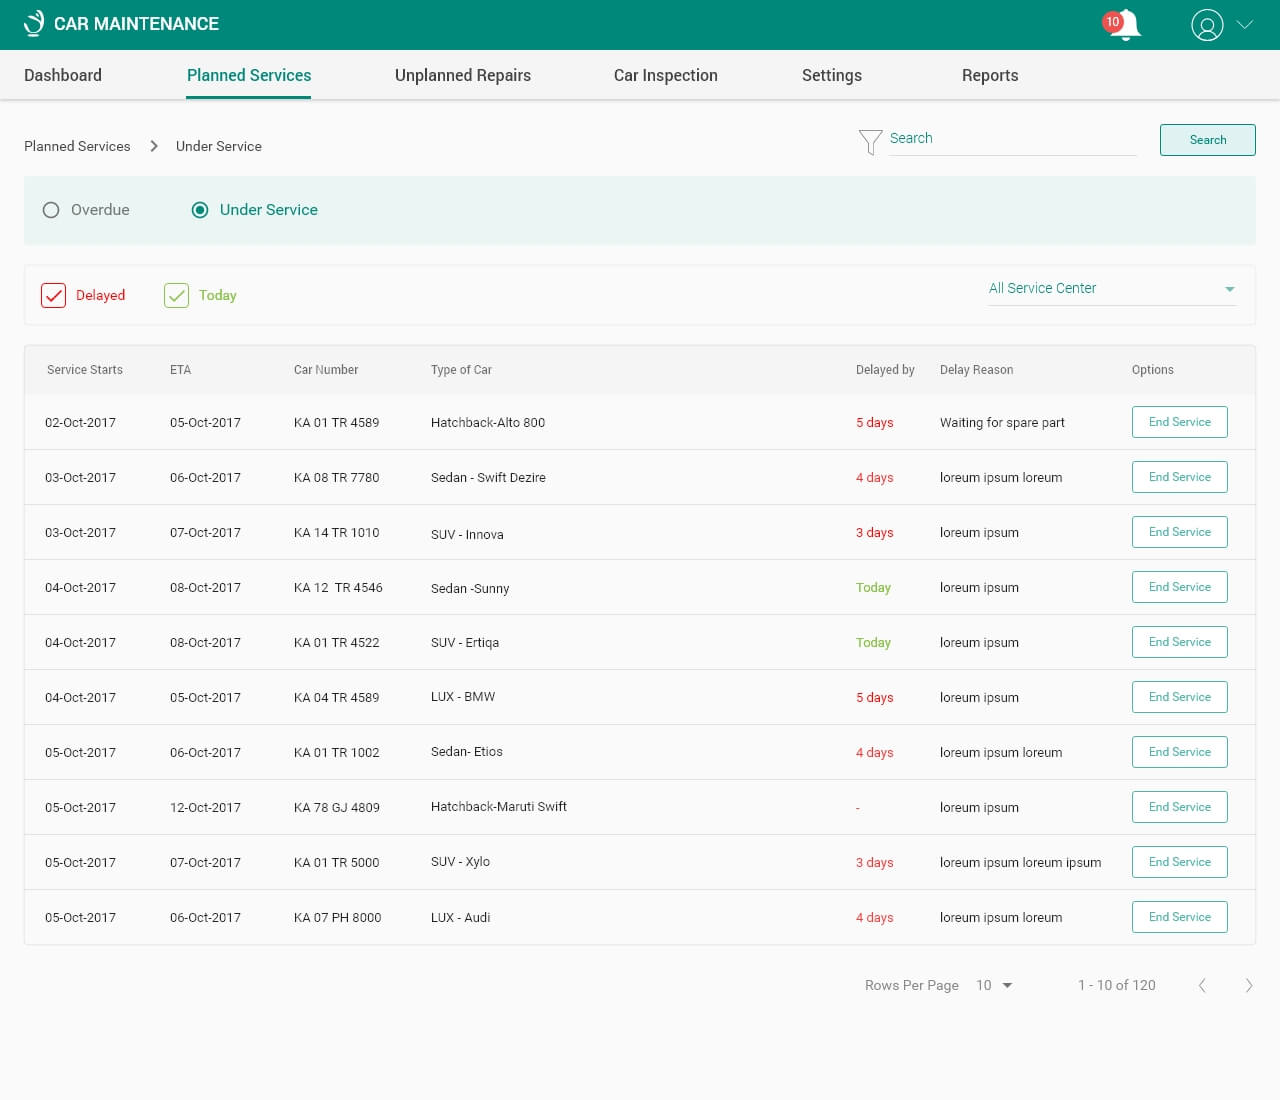 CAR MAINTENANCE 10
Dashboard Planned Services Unplanned Repairs Car Inspection Settings Reports
Planned Services Under Service Search Search
Overdue Under Service
Delayed Today All Service Center
Service Starts ETA Car Number Type of Car Delayed by Delay Reason Options
02-Oct-2017 05-Oct-2017 KA 01 TR 4589 Hatchback-Alto 800 5 days Waiting for spare part End Service
03-Oct-2017 06-Oct-2017 KA 08 TR 7780 Sedan - Swift Dezire 4 days loreum ipsum loreum End Service
03-Oct-2017 07-Oct-2017 KA 14 TR 1010 SUV - Innova 3 days loreum ipsum End Service
04-Oct-2017 08-Oct-2017 KA 12 TR 4546 Sedan -Sunny Today loreum ipsum End Service
04-Oct-2017 08-Oct-2017 KA 01 TR 4522 SUV - Ertiqa Today loreum ipsum End Service
04-Oct-2017 05-Oct-2017 KA 04 TR 4589 LUX - BMW 5 days loreum ipsum End Service
05-Oct-2017 06-Oct-2017 KA 01 TR 1002 Sedan- Etios 4 days loreum ipsum loreum End Service
05-Oct-2017 12-Oct-2017 KA 78 GJ 4809 Hatchback-Maruti Swift - loreum ipsum End Service
05-Oct-2017 07-Oct-2017 KA 01 TR 5000 SUV - Xylo 3 days loreum ipsum loreum ipsum End Service
05-Oct-2017 06-Oct-2017 KA 07 PH 8000 LUX - Audi 4 days loreum ipsum loreum End Service
Rows Per Page 10 1 - 10 of 120